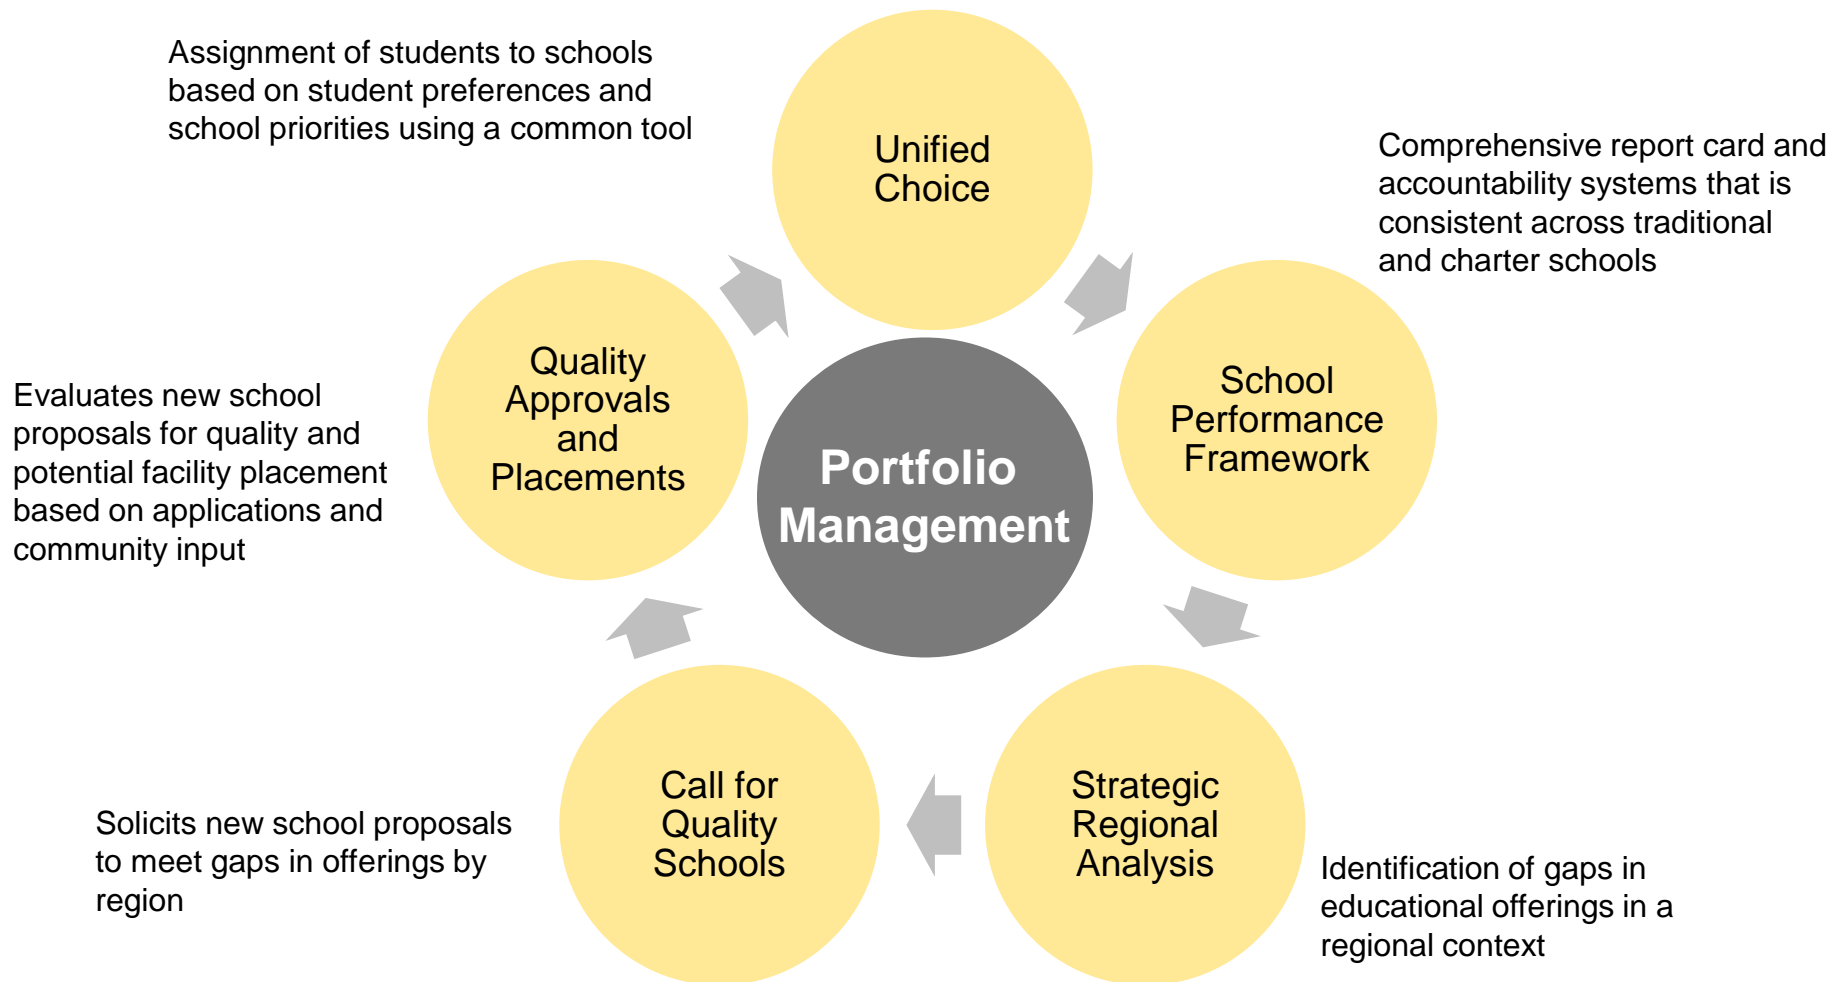 Assignment of students to schools
based on student preferences and
school priorities using a common tool
Unified
Choice
Comprehensive report card and
accountability systems that is
consistent across traditional
and charter schools
School
Performance
Framework
Quality
Approvals
and
Placements
Evaluates new school
proposals for quality and
potential facility placement
based on applications and
community input
Portfolio
Management
Call for
Quality
Schools
Solicits new school proposals
to meet gaps in offerings by
region
Strategic
Regional
Analysis
Identification of gaps in
educational offerings in a
regional context